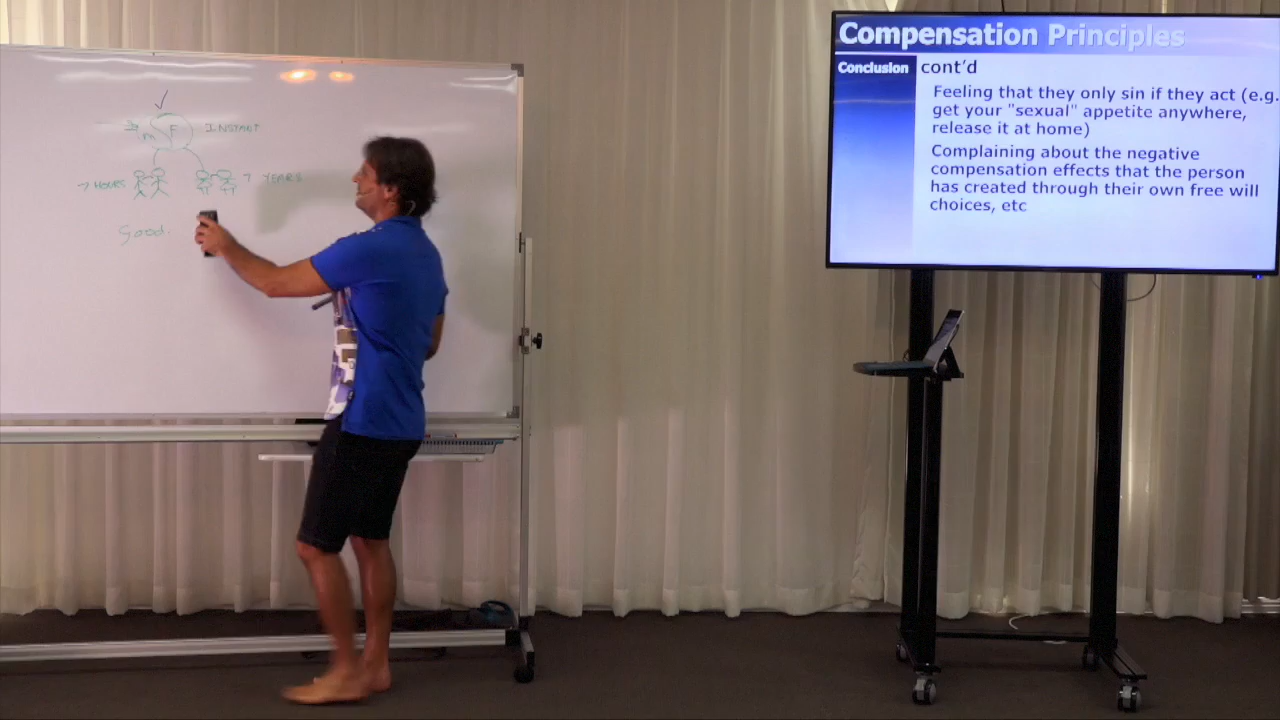 M F INSTANT
7 HOURS 7 YEARS
Good.
Compensation Principles
Conclusion cont'd
Feeling that they only sin if they act (e.g.
get your "sexual" appetite anywhere,
release it at home)
Complaining about the negative
compensation effects that the person
has created through their own free will
choices, etc